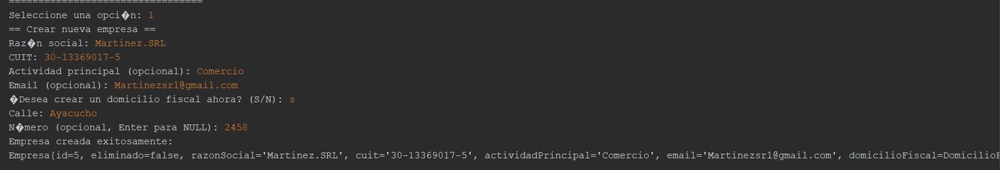 =================================
Seleccione una opci�n: 1
== Crear nueva empresa ==
Raz�n social: Martinez.SRL
CUIT: 30-13369017-5
Actividad principal (opcional): Comercio
Email (opcional): Martinezsrl@gmail.com
�Desea crear un domicilio fiscal ahora? (S/N): s
Calle: Ayacucho
N�mero (opcional, Enter para NULL): 2458
Empresa creada exitosamente:
Empresa{id=5, eliminado=false, razonSocial='Martinez.SRL', cuit='30-13369017-5', actividadPrincipal='Comercio', email='Martinezsrl@gmail.com', domicilioFiscal=Domicilio